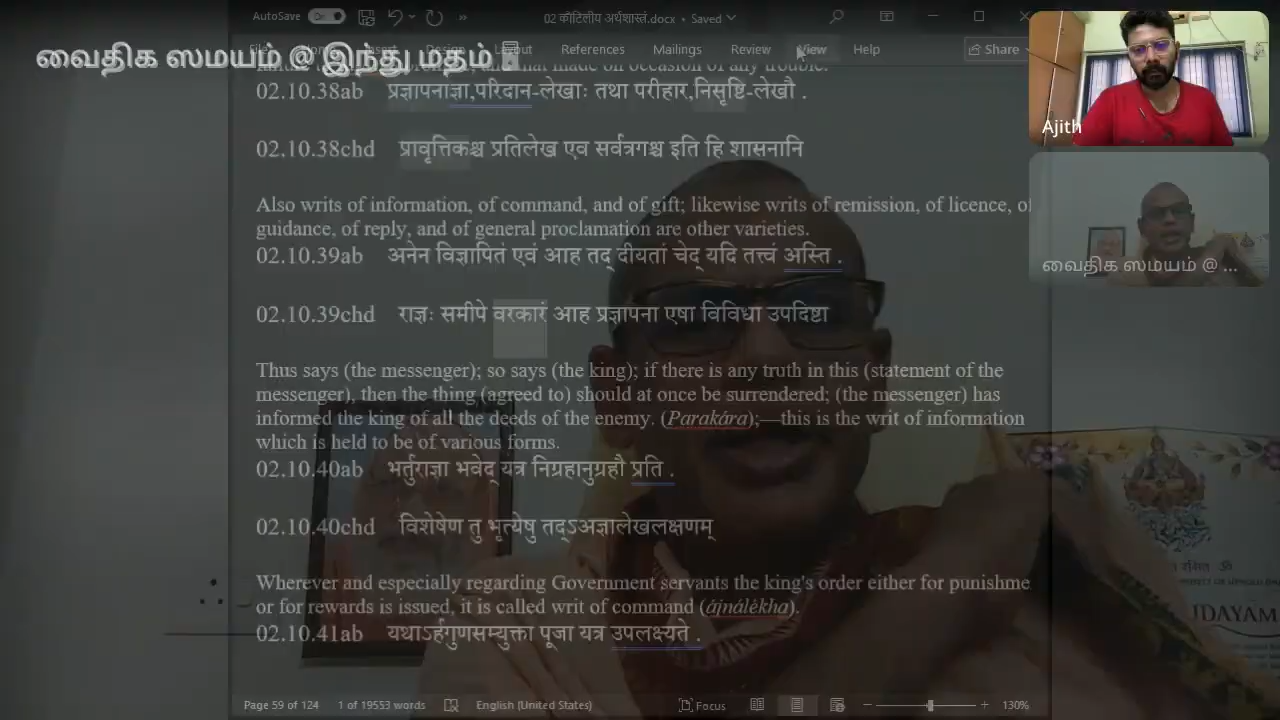 AutoSave On 02 कौटिलीय अर्थशास्त्रं.docx • Saved
வைதிக ஸமயம் @ இந்து மதம்
Insert Design Layout References Mailings Review View Help Share
02.10.38ab प्रज्ञापनाज्ञा,परिदान-लेखाः तथा परीहार,निसृष्टि-लेखौ .
Ajith
02.10.38chd प्रावृत्तिकश्च प्रतिलेख एव सर्वत्रगश्च इति हि शासनानि
Also writs of information, of command, and of gift; likewise writs of remission, of licence, of
guidance, of reply, and of general proclamation are other varieties.
02.10.39ab अनेन विज्ञापितं एवं आह तद् दीयतां चेद् यदि तत्त्वं अस्ति .
வைதிக ஸமயம் @ ...
02.10.39chd राज्ञः समीपे वरकारं आह प्रज्ञापना एषा विविधा उपदिष्टा
Thus says (the messenger); so says (the king); if there is any truth in this (statement of the
messenger), then the thing (agreed to) should at once be surrendered; (the messenger) has
informed the king of all the deeds of the enemy. (Parakára);—this is the writ of information
which is held to be of various forms.
02.10.40ab भर्तुराज्ञा भवेद् यत्र निग्रहानुग्रहौ प्रति .
02.10.40chd विशेषेण तु भृत्येषु तद्ऽअज्ञालेखलक्षणम्
Wherever and especially regarding Government servants the king's order either for punishme
or for rewards is issued, it is called writ of command (ájnálèkha).
UDAYAM
02.10.41ab यथाऽर्हगुणसम्युक्ता पूजा यत्र उपलक्ष्यते .
Page 59 of 124 1 of 19553 words English (United States) Focus 130%